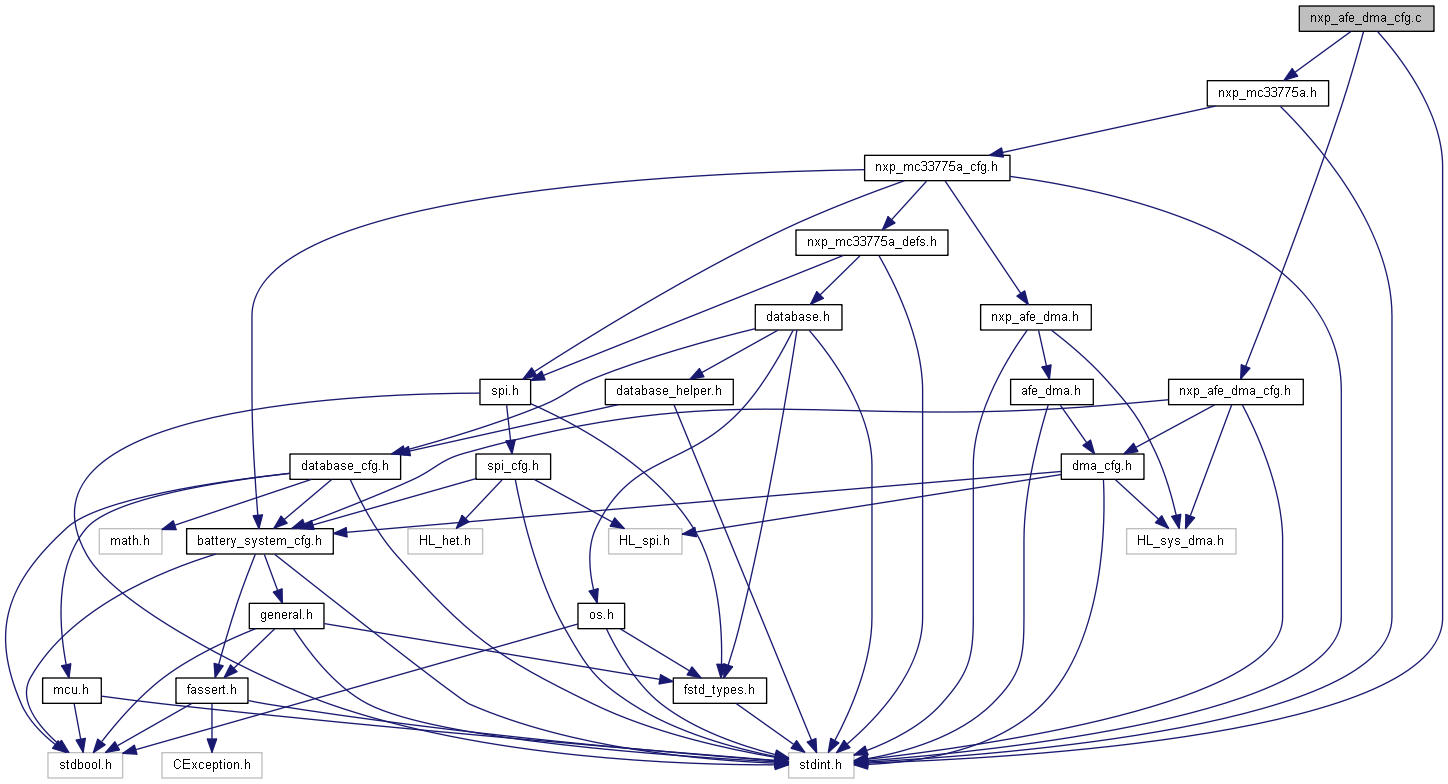 nxp_afe_dma_cfg.c
nxp_mc33775a.h
nxp_mc33775a_cfg.h
nxp_mc33775a_defs.h
database.h
nxp_afe_dma.h
spi.h
database_helper.h
afe_dma.h
nxp_afe_dma_cfg.h
database_cfg.h
spi_cfg.h
dma_cfg.h
math.h
battery_system_cfg.h
HL_het.h
HL_spi.h
HL_sys_dma.h
general.h
os.h
mcu.h
fassert.h
fstd_types.h
stdbool.h
CException.h
stdint.h